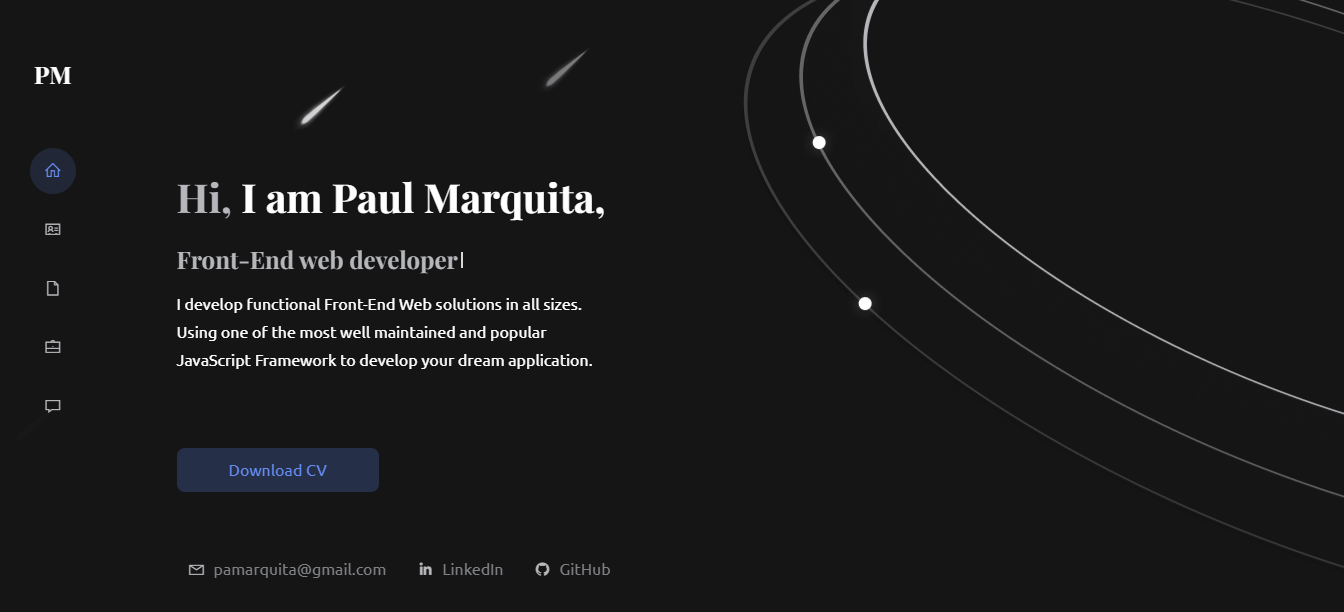 PM
Hi, I am Paul Marquita,
Front-End web developer
I develop functional Front-End Web solutions in all sizes.
Using one of the most well maintained and popular
JavaScript Framework to develop your dream application.
Download CV
pamarquita@gmail.com LinkedIn GitHub